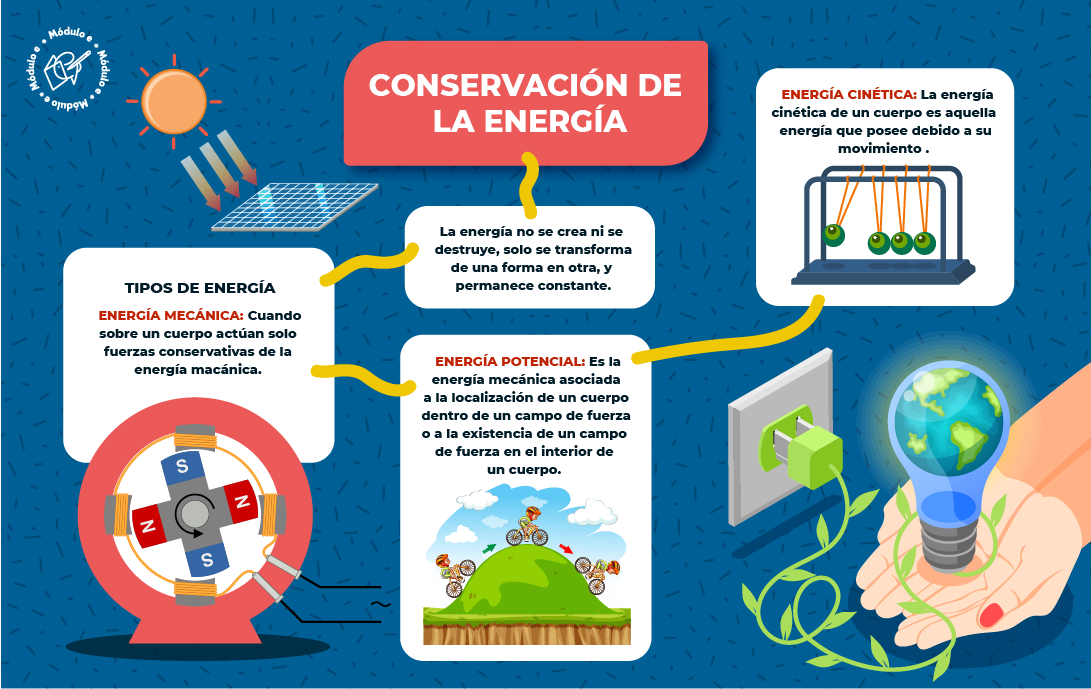 Módulo e • Módulo e • Módulo e • Módulo e •
CONSERVACIÓN DE
LA ENERGÍA
La energía no se crea ni se
destruye, solo se transforma
de una forma en otra, y
permanece constante.
TIPOS DE ENERGÍA
ENERGÍA MECÁNICA: Cuando
sobre un cuerpo actúan solo
fuerzas conservativas de la
energía macánica.
S
N
N
S
~
ENERGÍA POTENCIAL: Es la
energía mecánica asociada
a la localización de un cuerpo
dentro de un campo de fuerza
o a la existencia de un campo
de fuerza en el interior de
un cuerpo.
ENERGÍA CINÉTICA: La energía
cinética de un cuerpo es aquella
energía que posee debido a su
movimiento .